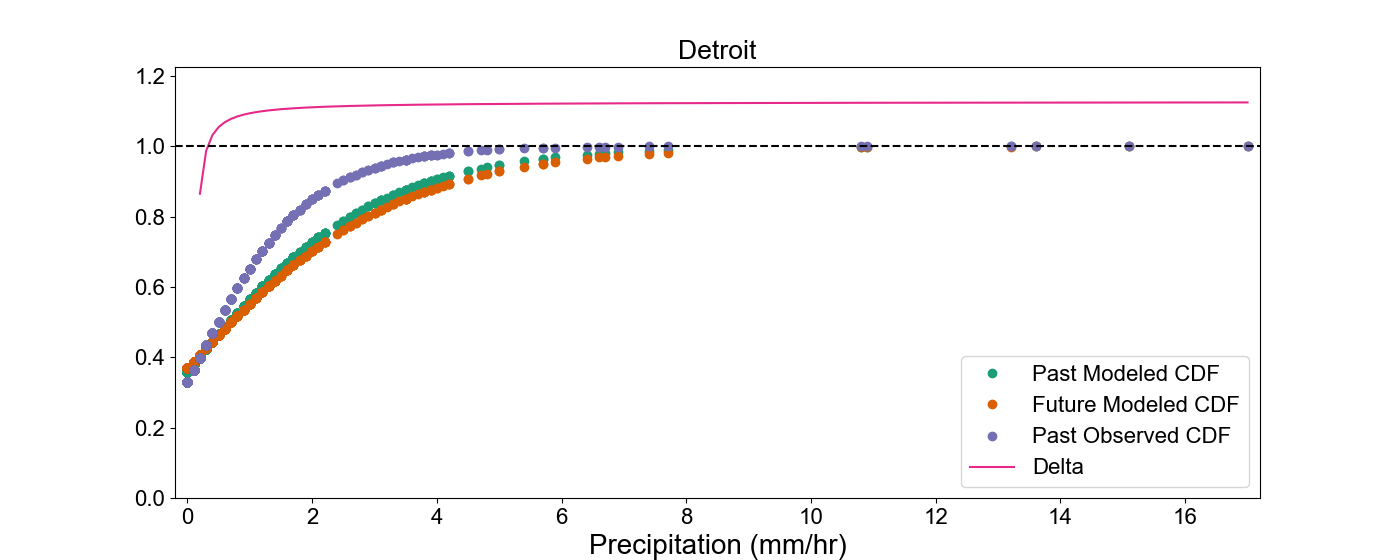 Detroit
1.2
1.0
0.8
0.6
0.4
0.2
0.0
Past Modeled CDF
Future Modeled CDF
Past Observed CDF
Delta
0 2 4 6 8 10 12 14 16
Precipitation (mm/hr)